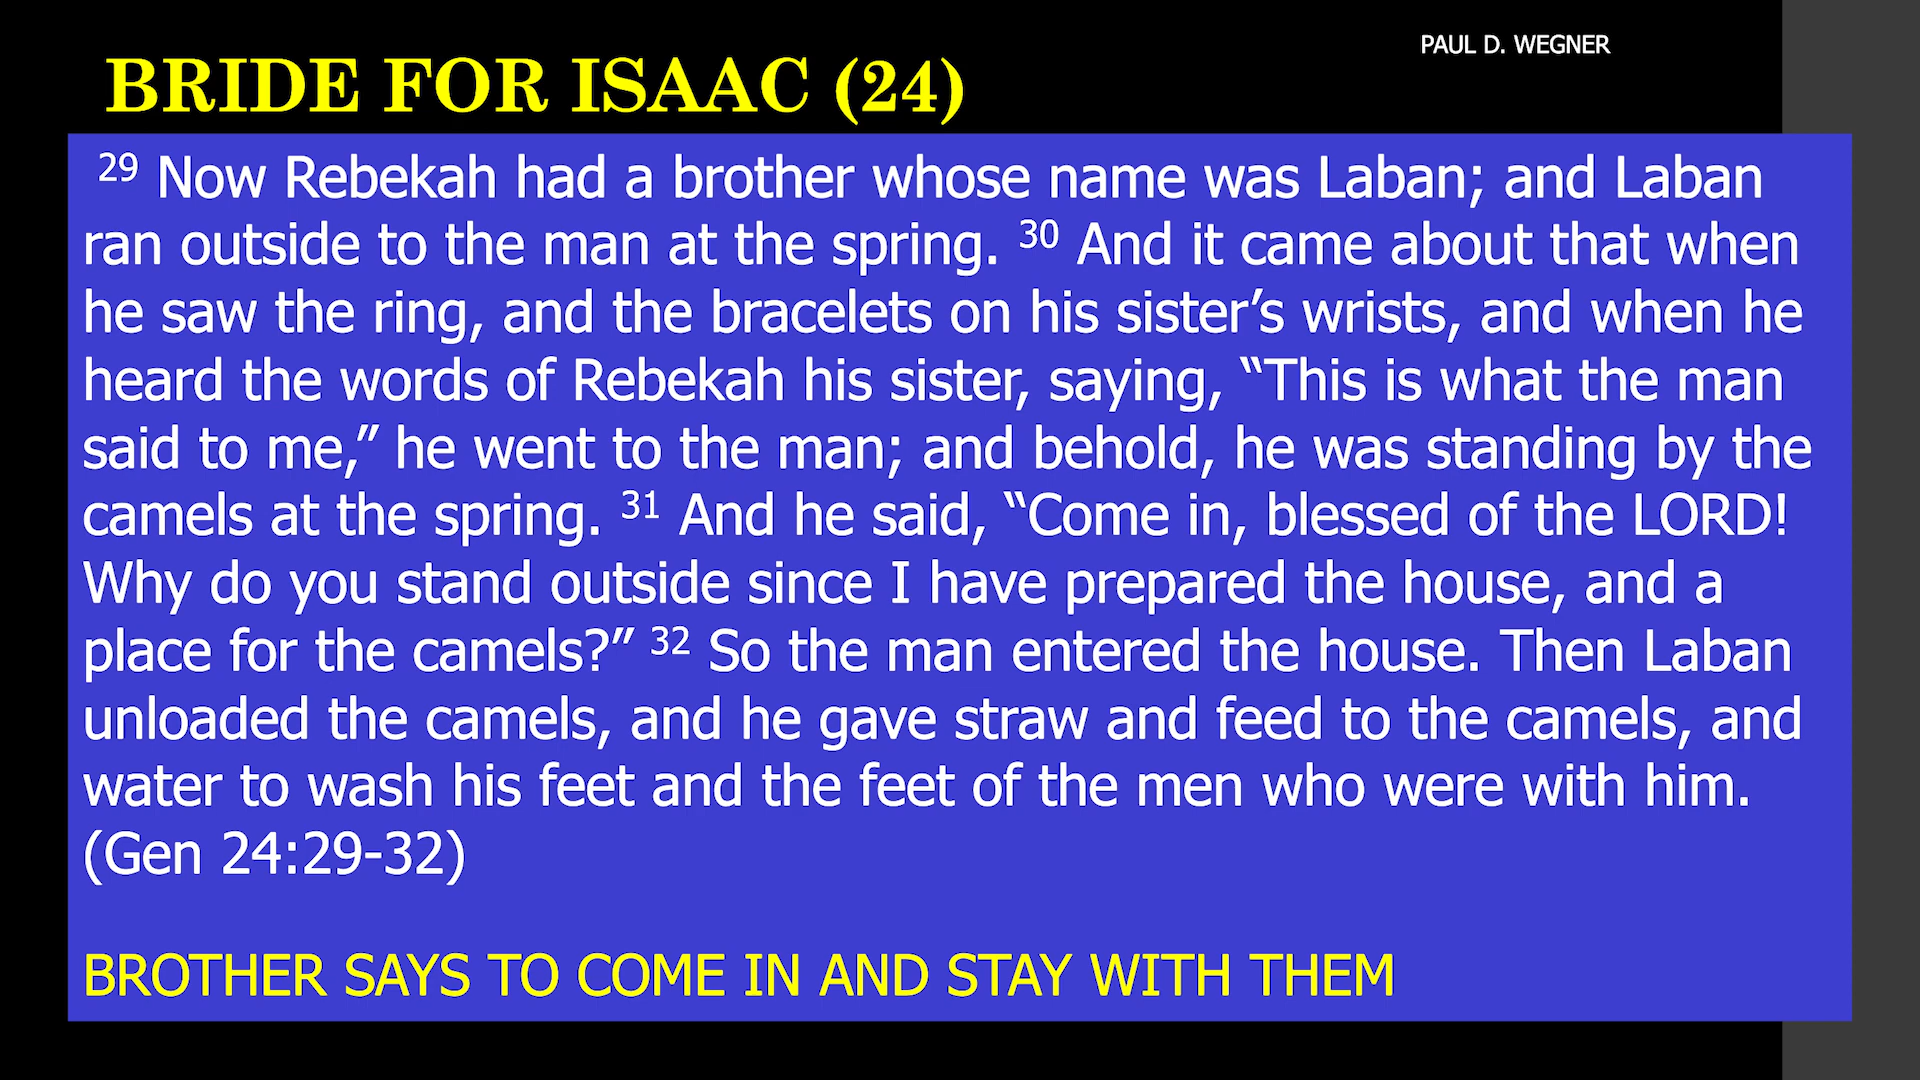 PAUL D. WEGNER
BRIDE FOR ISAAC (24)
29 Now Rebekah had a brother whose name was Laban; and Laban
ran outside to the man at the spring. 30 And it came about that when
he saw the ring, and the bracelets on his sister’s wrists, and when he
heard the words of Rebekah his sister, saying, “This is what the man
said to me,” he went to the man; and behold, he was standing by the
camels at the spring. 31 And he said, “Come in, blessed of the LORD!
Why do you stand outside since I have prepared the house, and a
place for the camels?” 32 So the man entered the house. Then Laban
unloaded the camels, and he gave straw and feed to the camels, and
water to wash his feet and the feet of the men who were with him.
(Gen 24:29-32)
BROTHER SAYS TO COME IN AND STAY WITH THEM